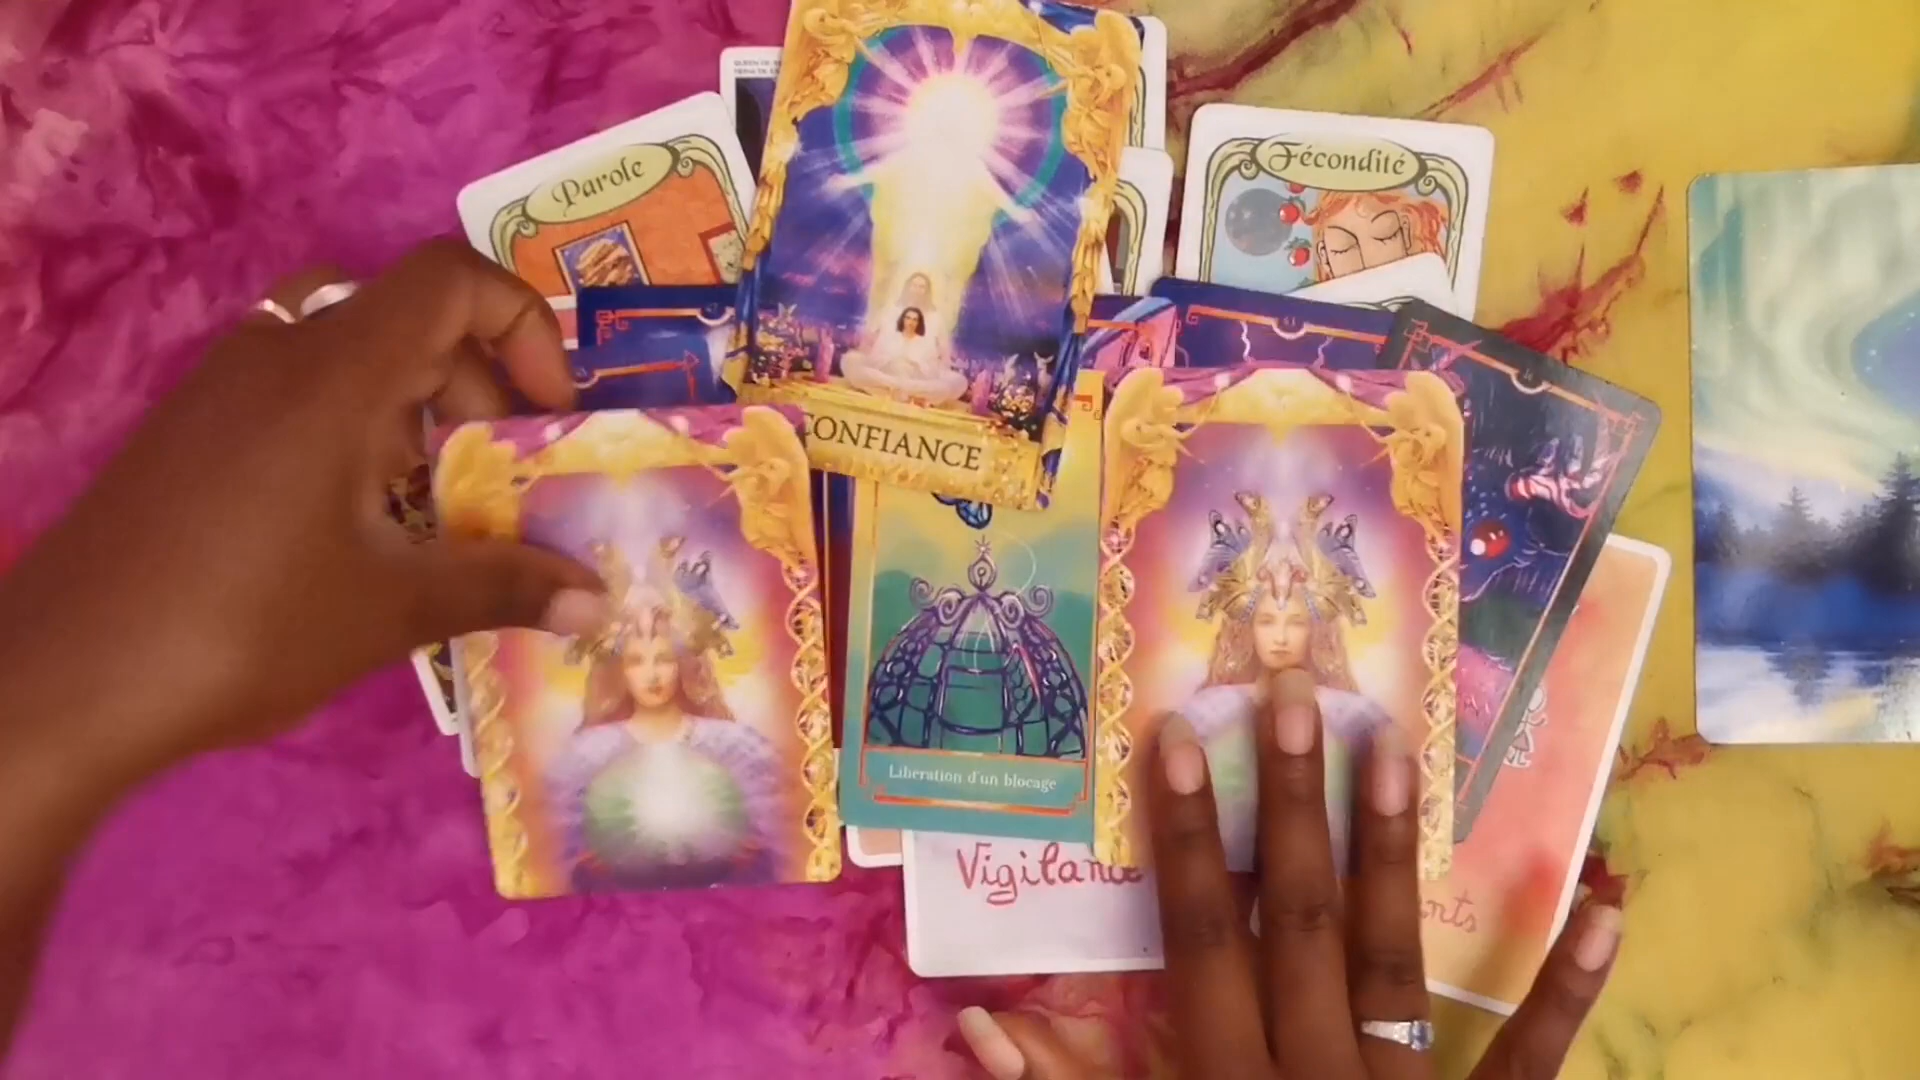 Parole
Fécondité
CONFIANCE
Libération d'un blocage
Vigilance